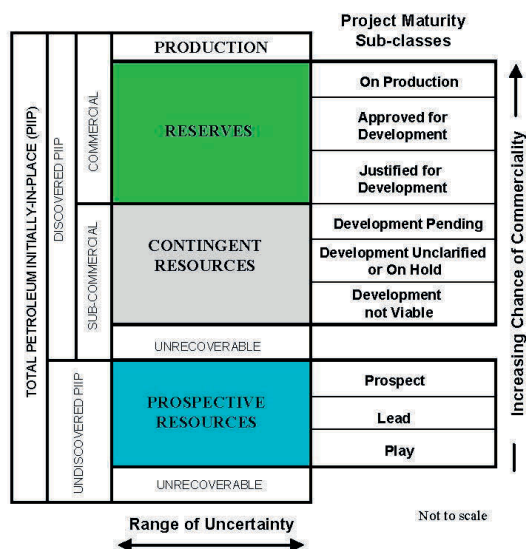 Project Maturity
Sub-classes
TOTAL PETROLEUM INITIALLY-IN-PLACE (PIIP)
DISCOVERED PIIP
UNDISCOVERED PIIP
COMMERCIAL
SUB-COMMERCIAL
PRODUCTION
RESERVES
On Production
Approved for
Development
Justified for
Development
CONTINGENT
RESOURCES
Development Pending
Development Unclarified
or On Hold
Development
not Viable
UNRECOVERABLE
PROSPECTIVE
RESOURCES
Prospect
Lead
Play
UNRECOVERABLE
Increasing Chance of Commerciality
Not to scale
Range of Uncertainty